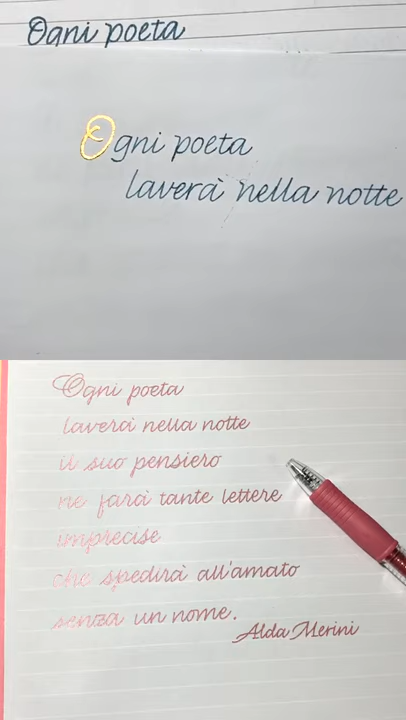 Ogni poeta
Ogni poeta
laverà nella notte
Ogni poeta
laverà nella notte
il suo pensiero
ne farà tante lettere
imprecise
che spedirà all'amato
senza un nome.
Alda Merini